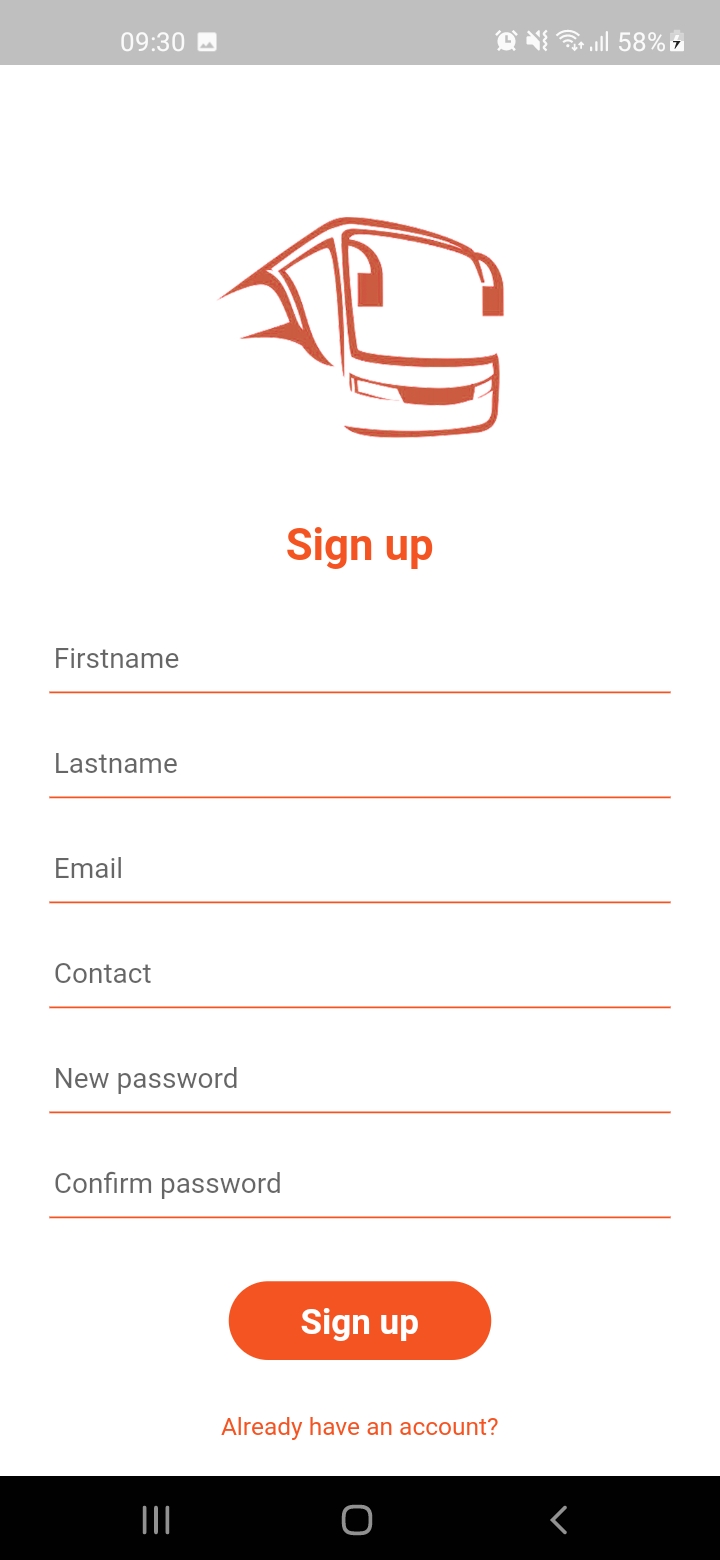 09:30 58%
Sign up
Firstname
Lastname
Email
Contact
New password
Confirm password
Sign up
Already have an account?